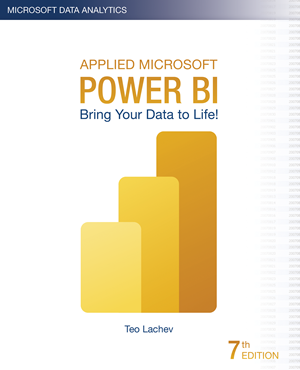 MICROSOFT DATA ANALYTICS
APPLIED MICROSOFT
POWER BI
Bring Your Data to Life!
Teo Lachev
7th
EDITION